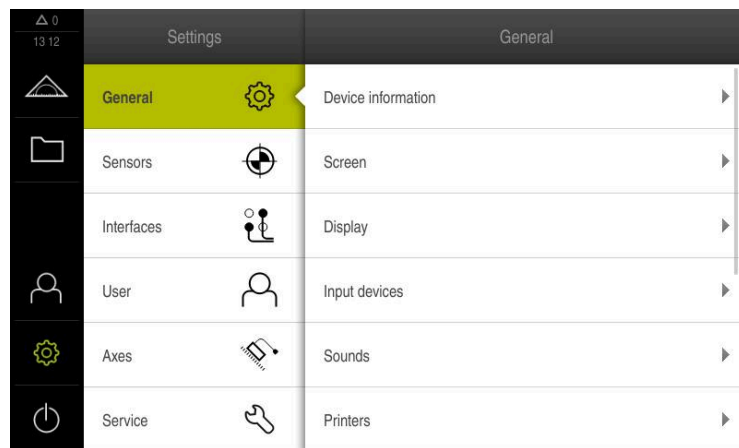 0
13 12
Settings
General
General
Sensors
Interfaces
User
Axes
Service
Device information
Screen
Display
Input devices
Sounds
Printers